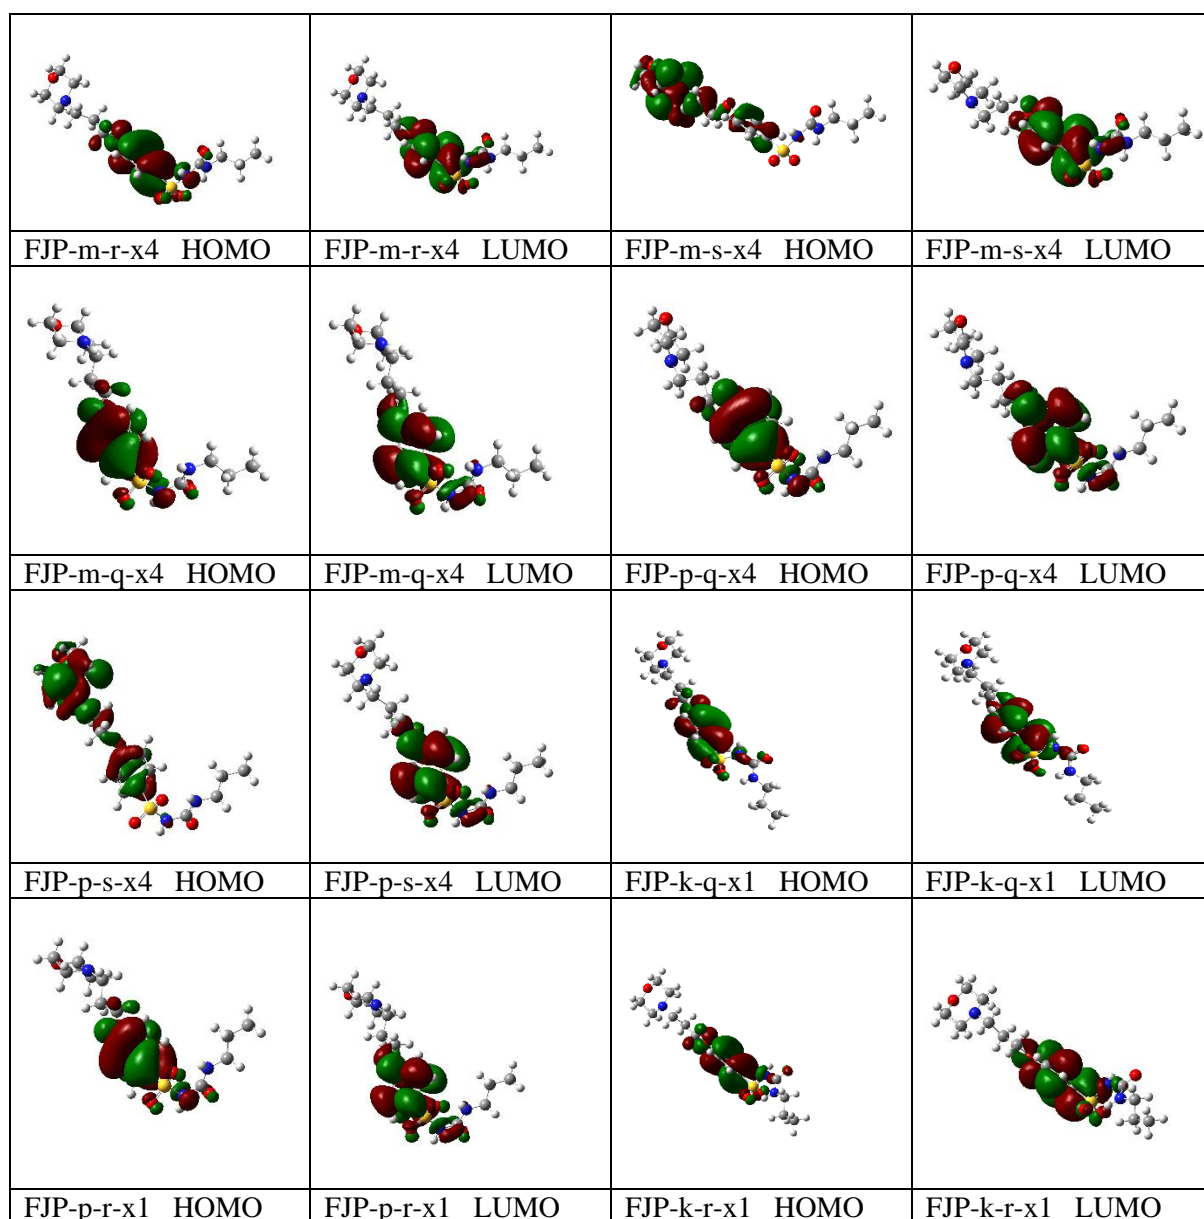 FJP-m-r-x4 HOMO FJP-m-r-x4 LUMO FJP-m-s-x4 HOMO FJP-m-s-x4 LUMO
FJP-m-q-x4 HOMO FJP-m-q-x4 LUMO FJP-p-q-x4 HOMO FJP-p-q-x4 LUMO
FJP-p-s-x4 HOMO FJP-p-s-x4 LUMO FJP-k-q-x1 HOMO FJP-k-q-x1 LUMO
FJP-p-r-x1 HOMO FJP-p-r-x1 LUMO FJP-k-r-x1 HOMO FJP-k-r-x1 LUMO